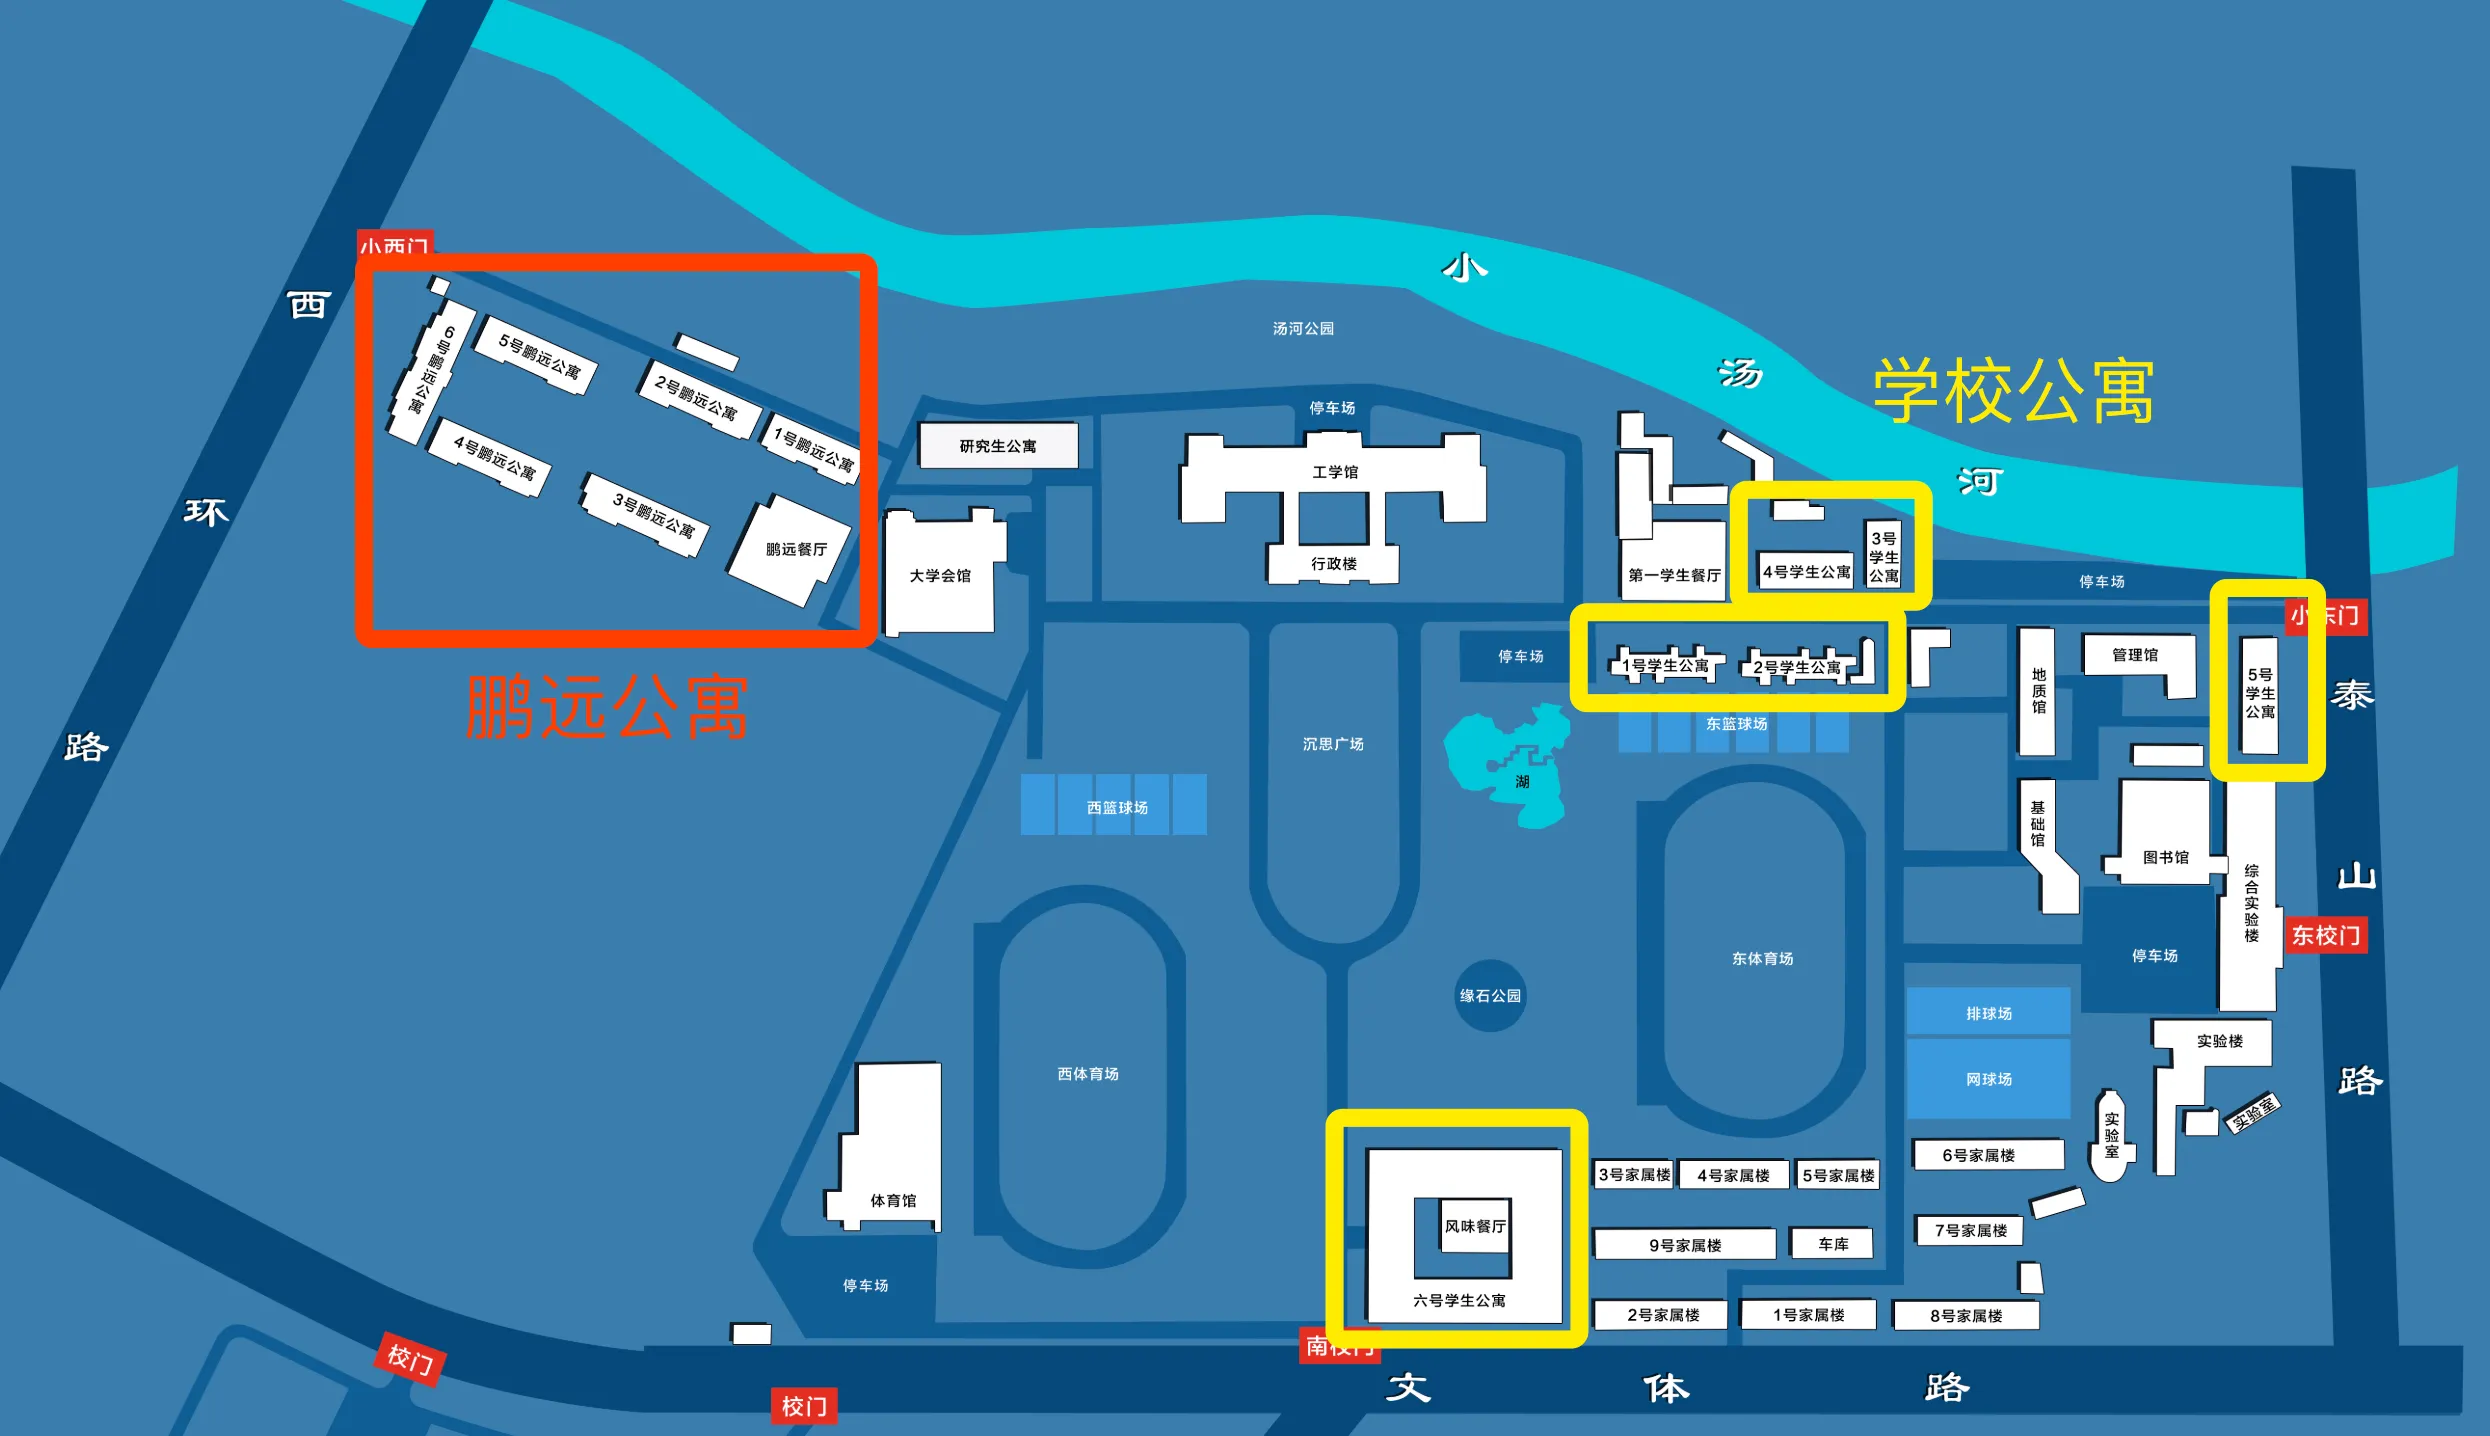 小西门
西
环
路
6号鹏远公寓
5号鹏远公寓
2号鹏远公寓
1号鹏远公寓
4号鹏远公寓
3号鹏远公寓
鹏远餐厅
鹏远公寓
小
汤
河
汤河公园
学校公寓
停车场
研究生公寓
工学馆
行政楼
大学会馆
第一学生餐厅
4号学生公寓
3号
学生
公寓
停车场
小东门
停车场
1号学生公寓
2号学生公寓
地质馆
管理馆
5号
学生
公寓
泰
山
路
沉思广场
湖
东篮球场
西篮球场
基础馆
图书馆
综合实验楼
东校门
停车场
东体育场
缘石公园
西体育场
排球场
网球场
实验楼
实验室
实验室
体育馆
停车场
风味餐厅
六号学生公寓
3号家属楼
4号家属楼
5号家属楼
6号家属楼
9号家属楼
车库
7号家属楼
2号家属楼
1号家属楼
8号家属楼
南校门
校门
校门
文
体
路